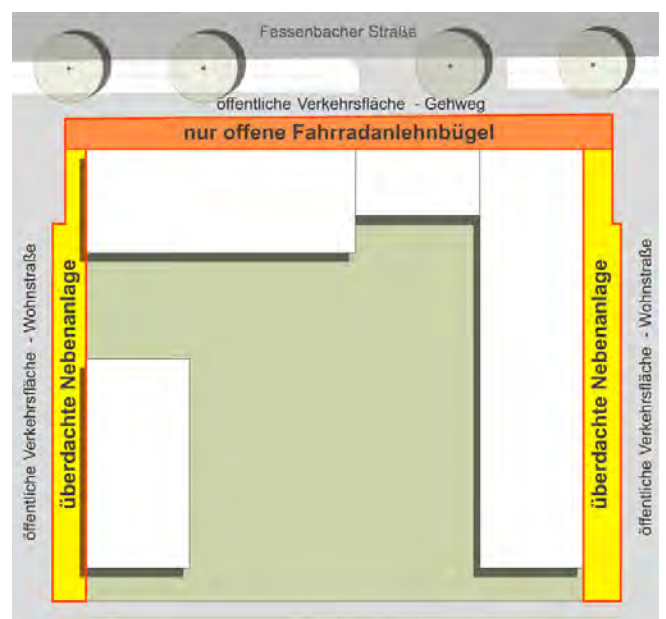 Fessenbacher Straße
öffentliche Verkehrsfläche - Gehweg
nur offene Fahrradanlehnbügel
öffentliche Verkehrsfläche - Wohnstraße
überdachte Nebenanlage
überdachte Nebenanlage
öffentliche Verkehrsfläche - Wohnstraße